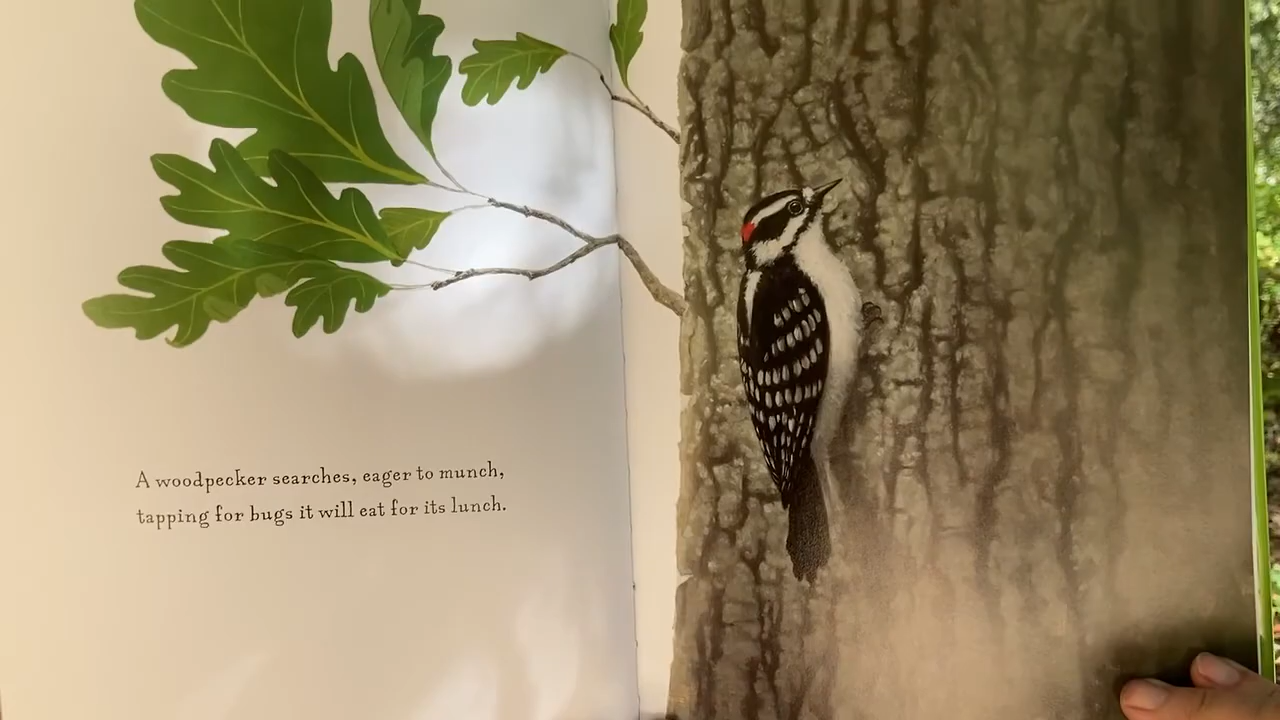 A woodpecker searches, eager to munch,
tapping for bugs it will eat for its lunch.